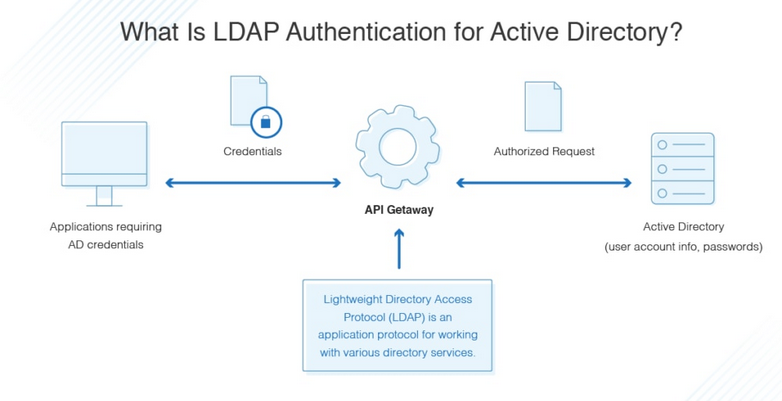 What Is LDAP Authentication for Active Directory?
Credentials
Authorized Request
API Getaway
Applications requiring
AD credentials
Active Directory
(user account info, passwords)
Lightweight Directory Access
Protocol (LDAP) is an
application protocol for working
with various directory services.